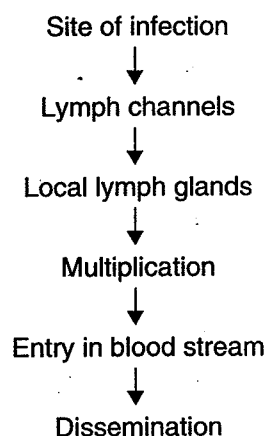 Site of infection
Lymph channels
Local lymph glands
Multiplication
Entry in blood stream
Dissemination